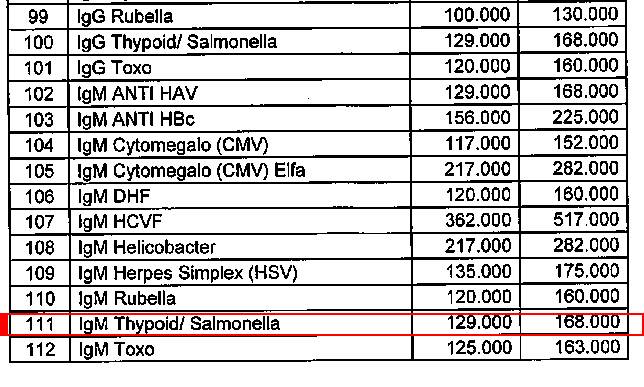 99 IgG Rubella 100.000 130.000
100 IgG Thypoid/ Salmonella 129.000 168.000
101 IgG Toxo 120.000 160.000
102 IgM ANTI HAV 129.000 168.000
103 IgM ANTI HBc 156.000 225.000
104 IgM Cytomegalo (CMV) 117.000 152.000
105 IgM Cytomegalo (CMV) Elfa 217.000 282.000
106 IgM DHF 120.000 160.000
107 IgM HCVF 362.000 517.000
108 IgM Helicobacter 217.000 282.000
109 IgM Herpes Simplex (HSV) 135.000 175.000
110 IgM Rubella 120.000 160.000
111 IgM Thypoid/ Salmonella 129.000 168.000
112 IgM Toxo 125.000 163.000